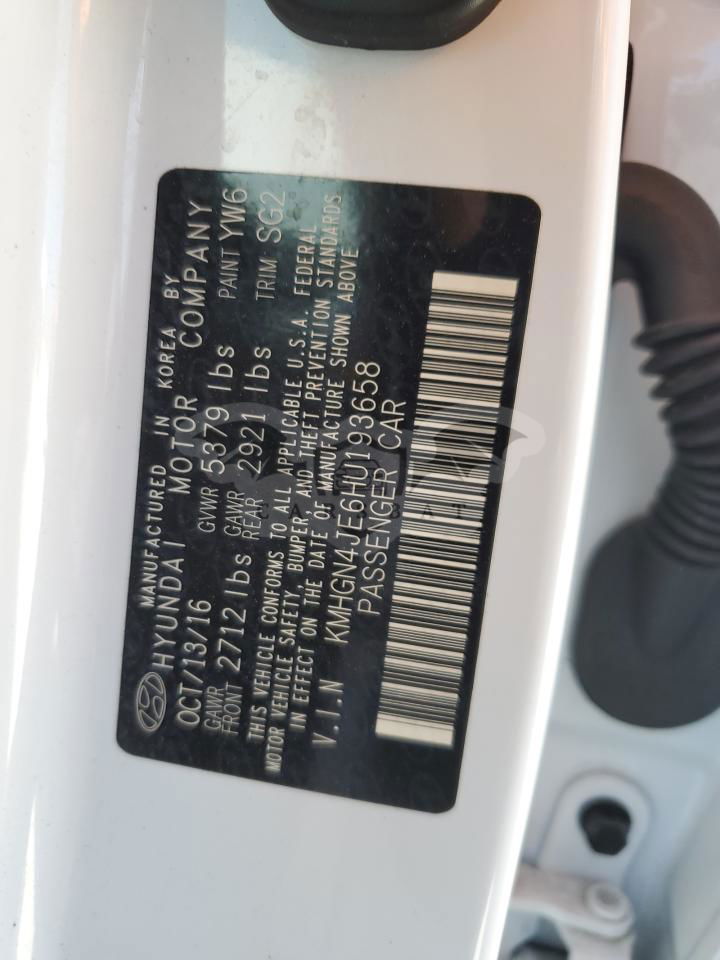 MANUFACTURED IN KOREA BY
HYUNDAI MOTOR COMPANY
OCT/13/16 GVWR 5379 lbs PAINT YW6
GAWR FRONT 2712 lbs GAWR REAR 2921 lbs TRIM SG2
THIS VEHICLE CONFORMS TO ALL APPLICABLE U.S.A. FEDERAL
MOTOR VEHICLE SAFETY, BUMPER AND THEFT PREVENTION STANDARDS
IN EFFECT ON THE DATE OF MANUFACTURE SHOWN ABOVE
V.I.N KMHGN4JE6HU193658
PASSENGER CAR